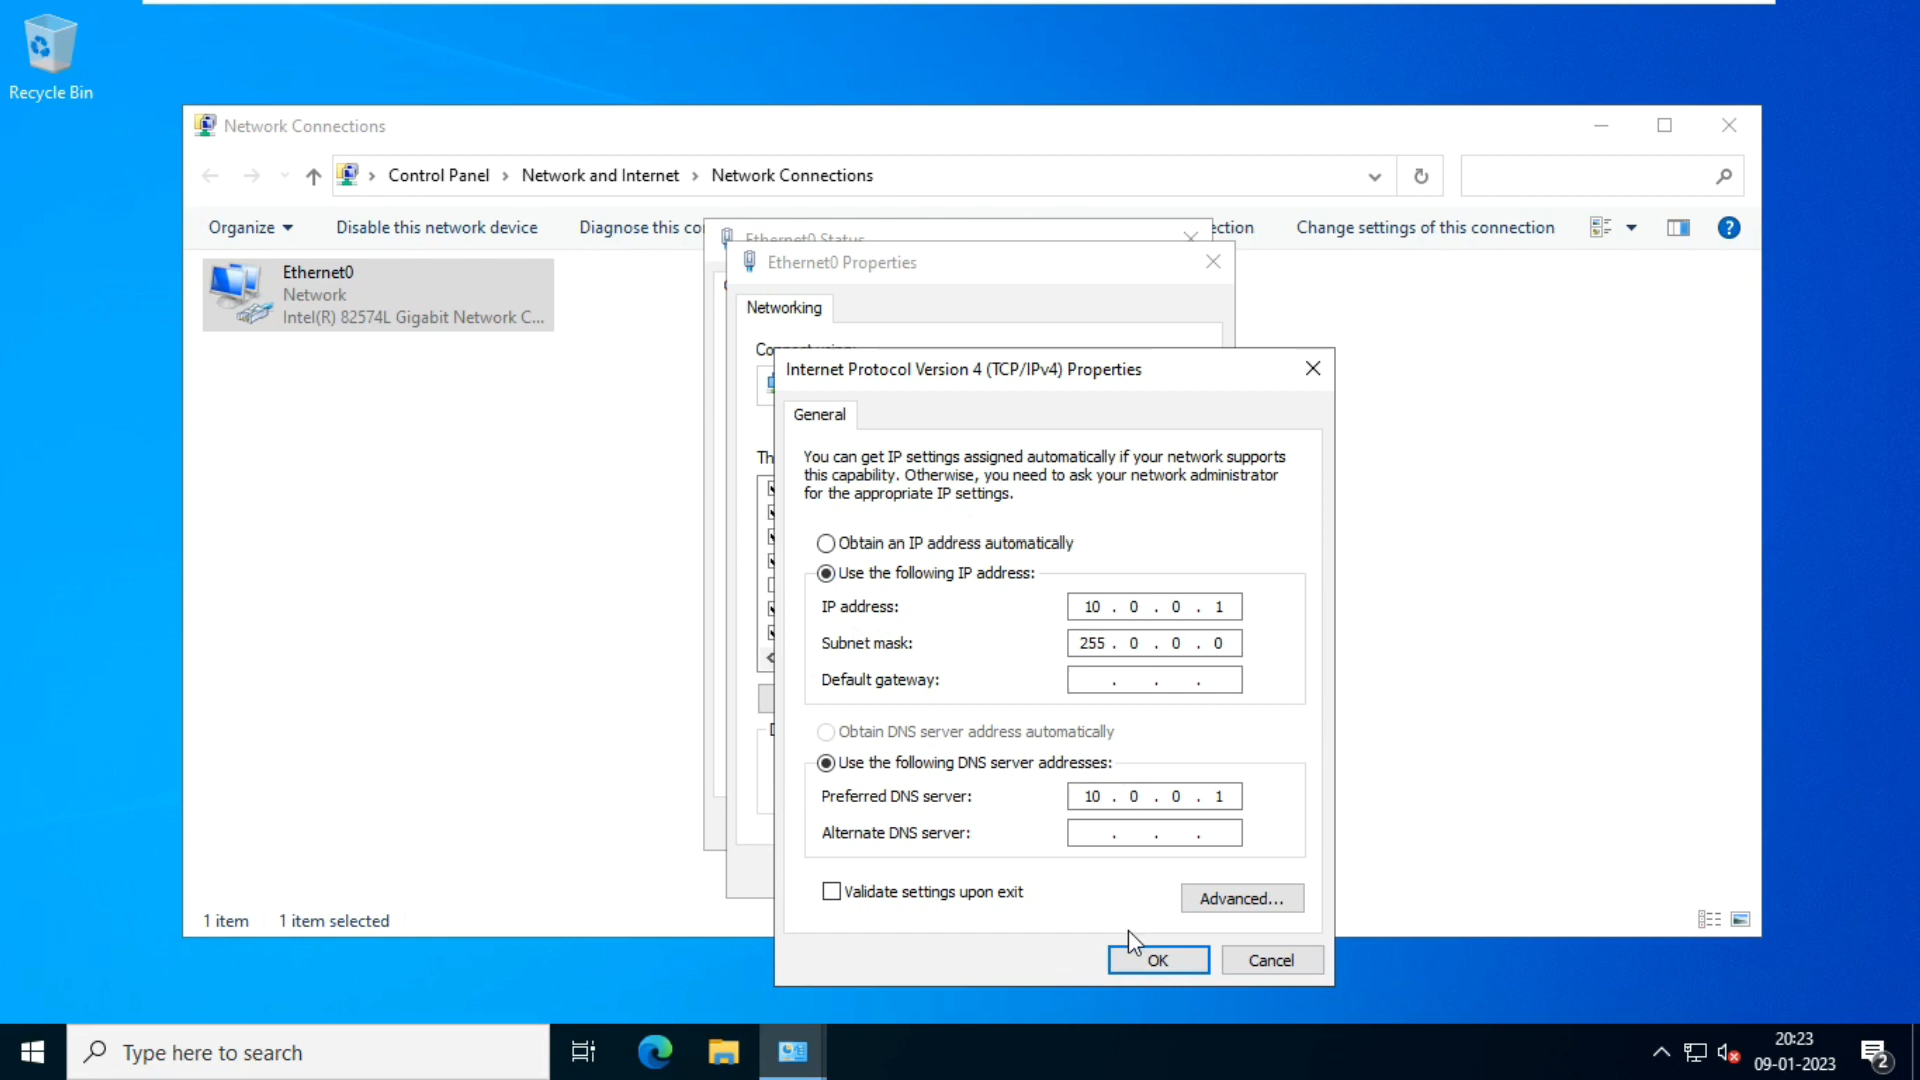 Recycle Bin
Network Connections
Control Panel > Network and Internet > Network Connections
Organize
Disable this network device
Diagnose this co
ection
Change settings of this connection
Ethernet0
Network
Intel(R) 82574L Gigabit Network C...
Ethernet0 Status
Ethernet0 Properties
Networking
Connect using:
Th
Internet Protocol Version 4 (TCP/IPv4) Properties
General
You can get IP settings assigned automatically if your network supports
this capability. Otherwise, you need to ask your network administrator
for the appropriate IP settings.
Obtain an IP address automatically
Use the following IP address:
IP address:
10 . 0 . 0 . 1
Subnet mask:
255 . 0 . 0 . 0
Default gateway:
. . .
Obtain DNS server address automatically
Use the following DNS server addresses:
Preferred DNS server:
10 . 0 . 0 . 1
Alternate DNS server:
. . .
Validate settings upon exit
Advanced...
OK
Cancel
1 item
1 item selected
Type here to search
20:23
09-01-2023
2